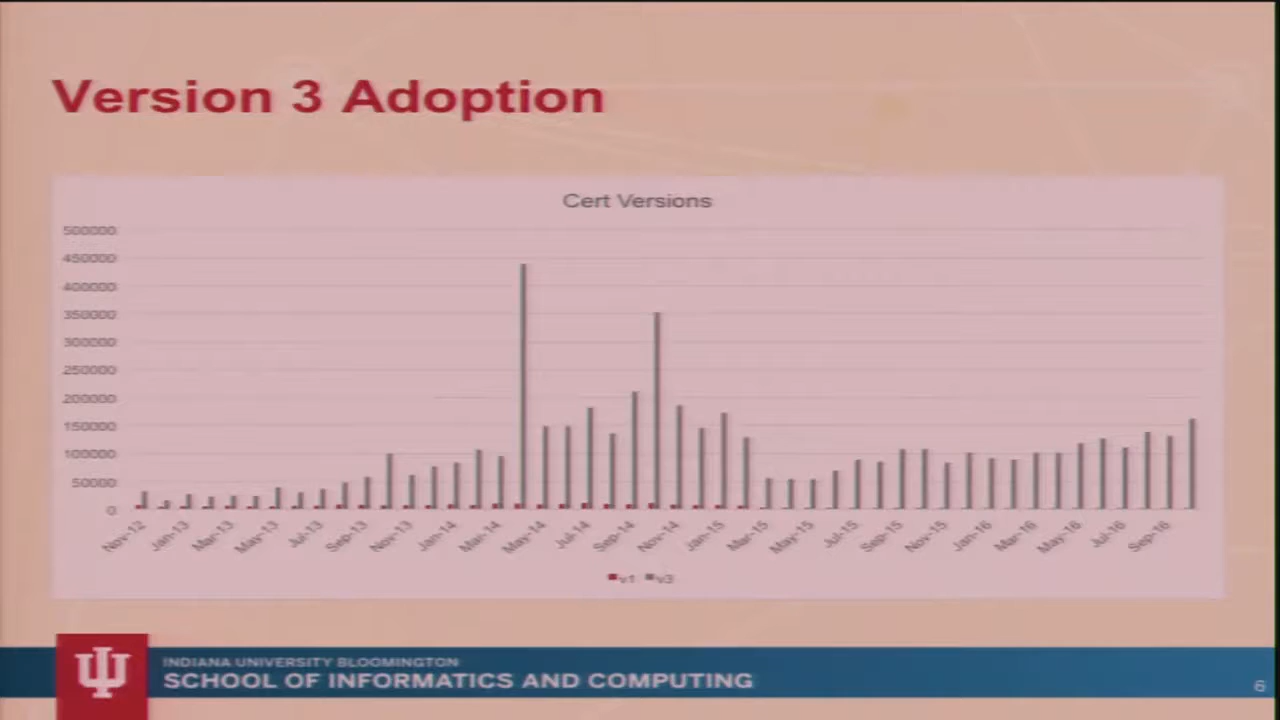 Version 3 Adoption
Cert Versions
500000
450000
400000
350000
300000
250000
200000
150000
100000
50000
0
Nov-12 Jan-13 Mar-13 May-13 Jul-13 Sep-13 Nov-13 Jan-14 Mar-14 May-14 Jul-14 Sep-14 Nov-14 Jan-15 Mar-15 May-15 Jul-15 Sep-15 Nov-15 Jan-16 Mar-16 May-16 Jul-16 Sep-16
v1 v3
INDIANA UNIVERSITY BLOOMINGTON
SCHOOL OF INFORMATICS AND COMPUTING
6